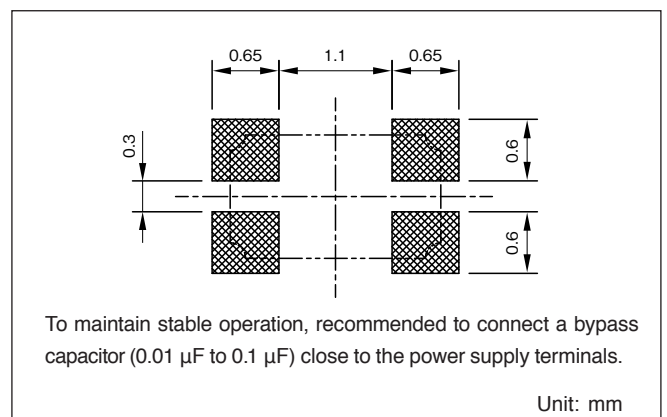 0.65 1.1 0.65
0.3
0.6
0.6
To maintain stable operation, recommended to connect a bypass
capacitor (0.01 µF to 0.1 µF) close to the power supply terminals.
Unit: mm